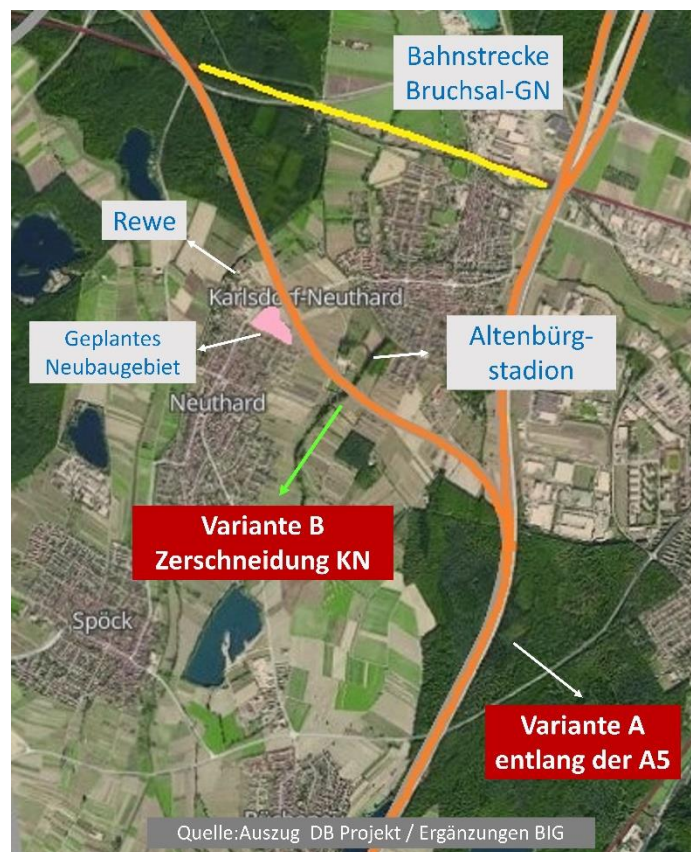 Bahnstrecke
Bruchsal-GN
Rewe
Karlsdorf-Neuthard
Geplantes
Neubaugebiet
Altenbürg-
stadion
Neuthard
Variante B
Zerschneidung KN
Spöck
Variante A
entlang der A5
Quelle:Auszug DB Projekt / Ergänzungen BIG